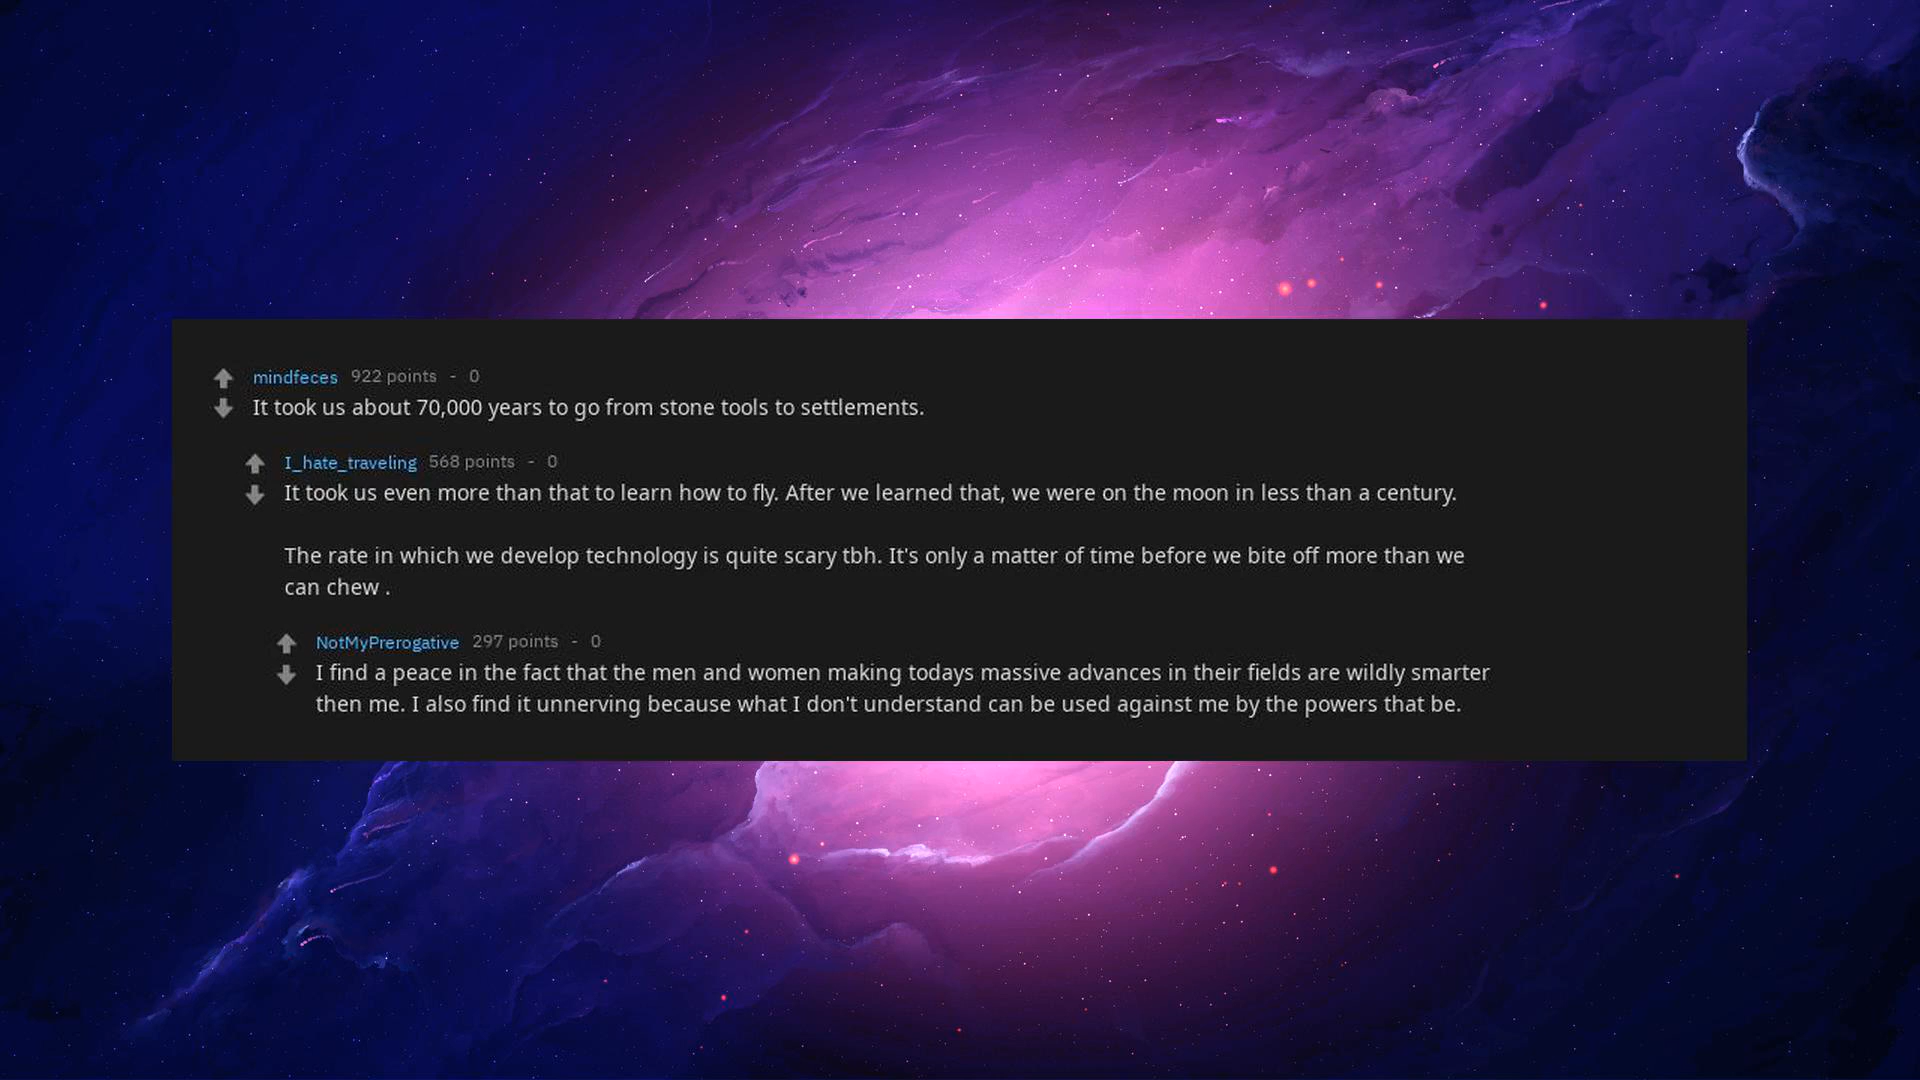 mindfeces 922 points - 0
It took us about 70,000 years to go from stone tools to settlements.
I_hate_traveling 568 points - 0
It took us even more than that to learn how to fly. After we learned that, we were on the moon in less than a century.
The rate in which we develop technology is quite scary tbh. It's only a matter of time before we bite off more than we
can chew .
NotMyPrerogative 297 points - 0
I find a peace in the fact that the men and women making todays massive advances in their fields are wildly smarter
then me. I also find it unnerving because what I don't understand can be used against me by the powers that be.